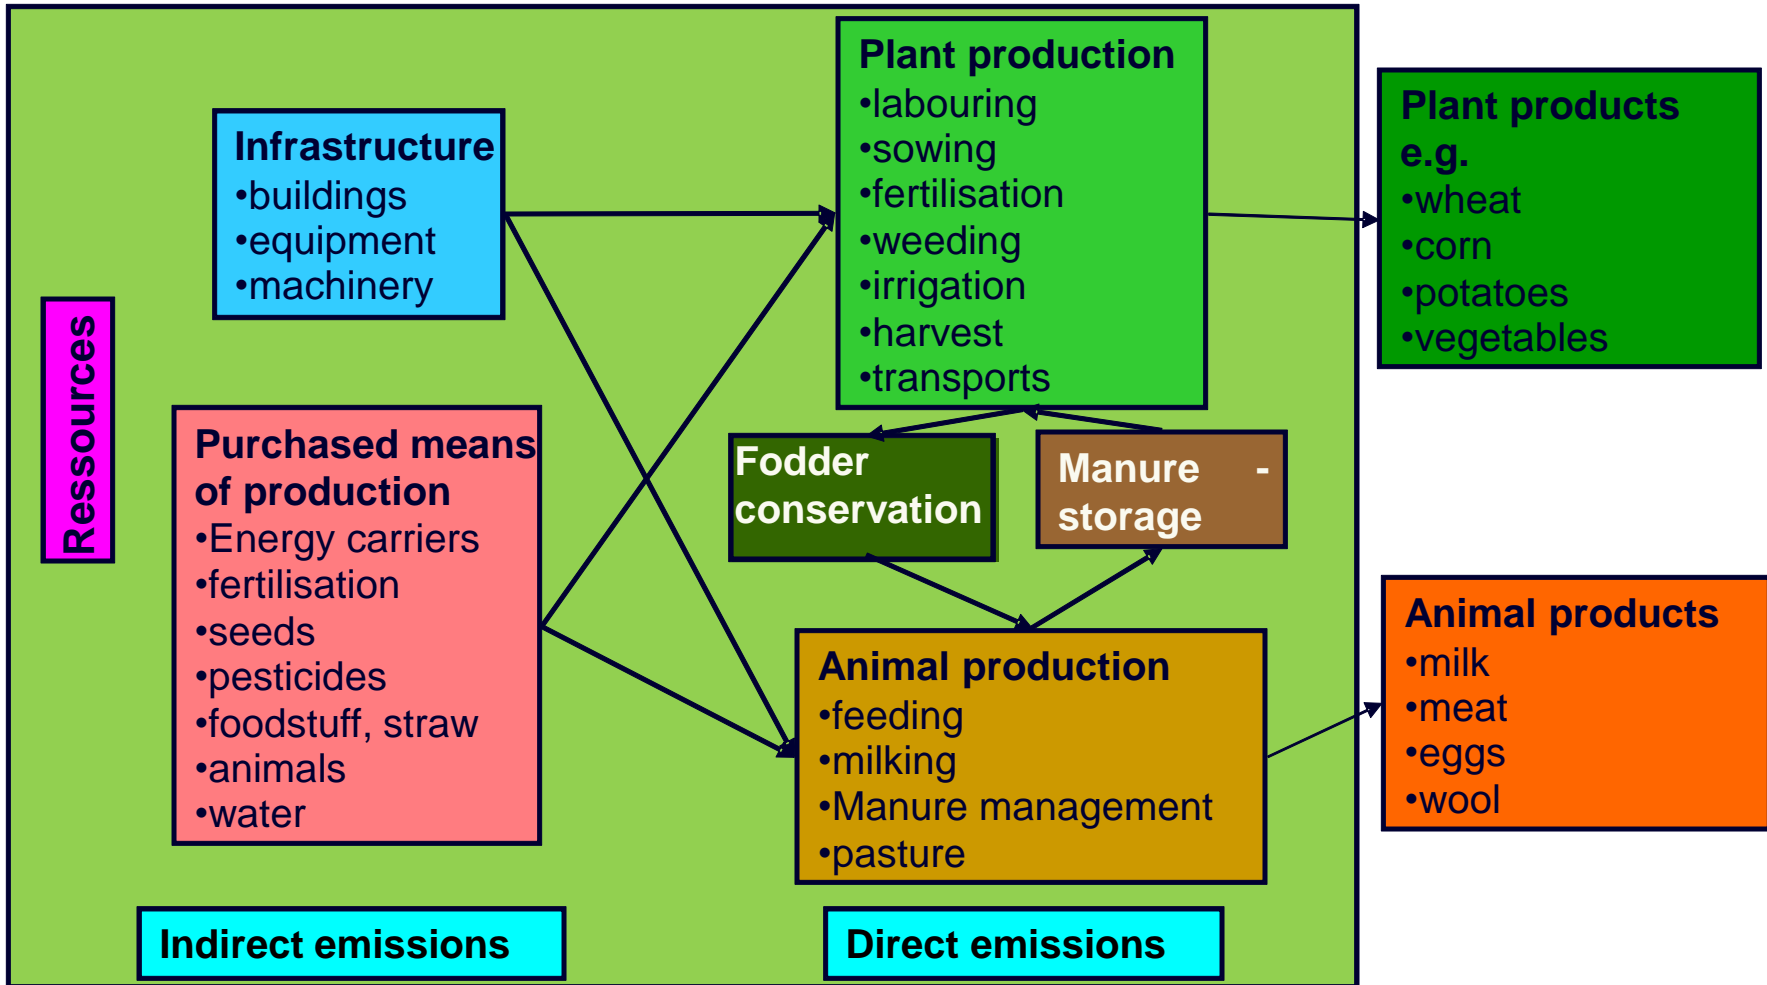 Ressources
Infrastructure
•buildings
•equipment
•machinery
Purchased means
of production
•Energy carriers
•fertilisation
•seeds
•pesticides
•foodstuff, straw
•animals
•water
Indirect emissions
Plant production
•labouring
•sowing
•fertilisation
•weeding
•irrigation
•harvest
•transports
Fodder
conservation
Manure -
storage
Animal production
•feeding
•milking
•Manure management
•pasture
Direct emissions
Plant products
e.g.
•wheat
•corn
•potatoes
•vegetables
Animal products
•milk
•meat
•eggs
•wool